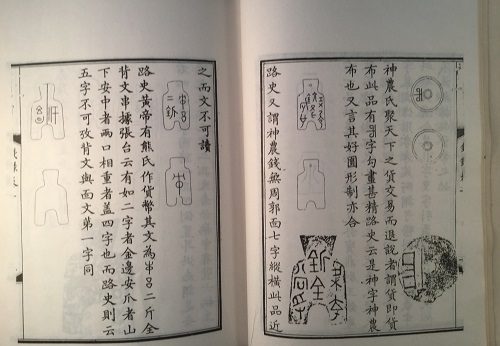 神農氏聚天下之貨交易而退說者謂貨即貨
布此品有字勾畫甚精路史云是神字神農
布也又言其好圜形制亦合
路史又謂神農錢無周郭面七字縱橫此品近
之而文不可讀
路史黃帝有熊氏作貨幣其文為串呂二斤金
背文串據張台云有如二字者金邊安爪者山
下安中者兩口相重者蓋四字也而路史則云
五字不可攷背文與面文第一字同